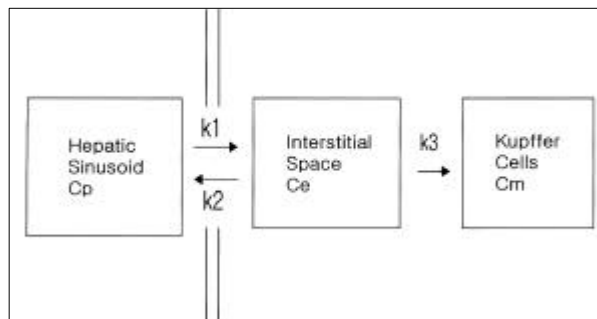 Hepatic
Sinusoid
Cp
k1
k2
Interstitial
Space
Ce
k3
Kupffer
Cells
Cm